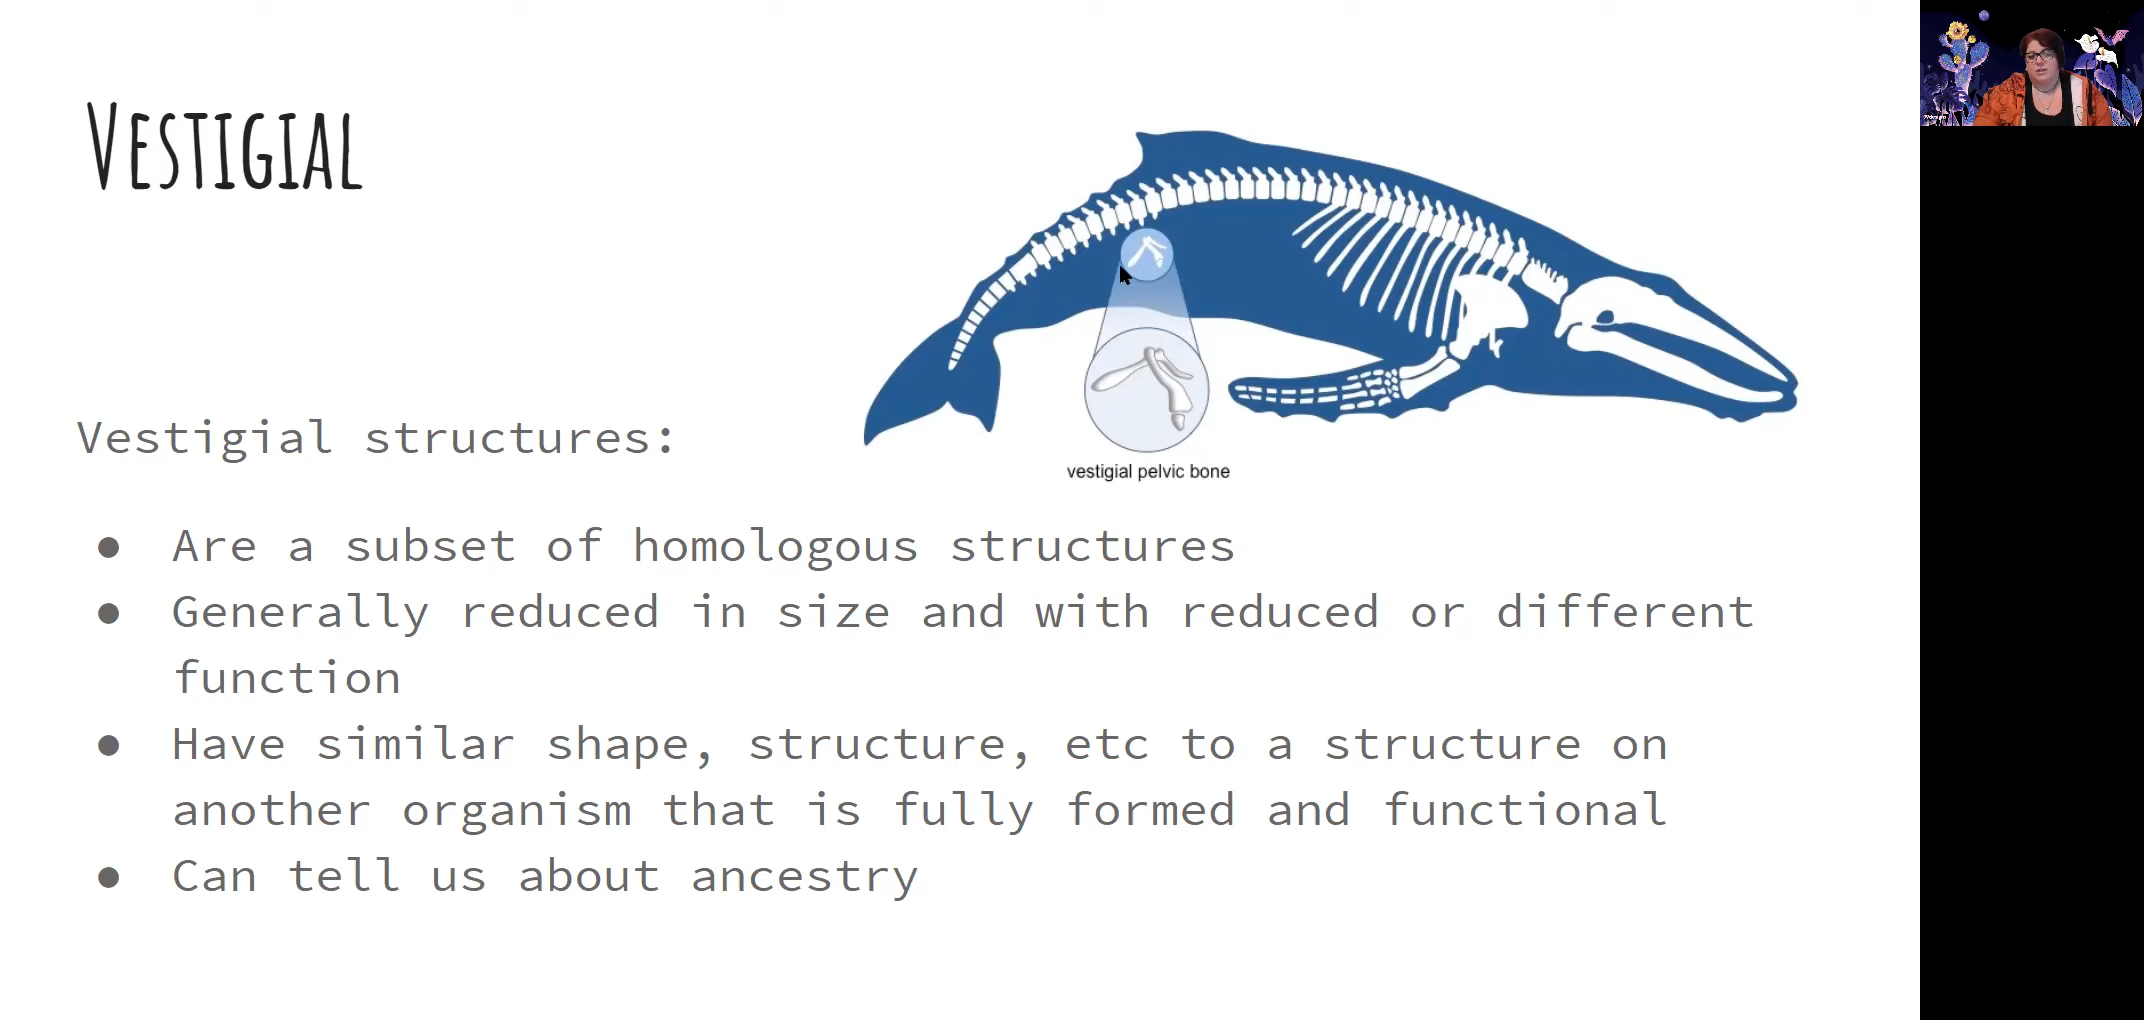 VESTIGIAL
vestigial pelvic bone
Vestigial structures:
● Are a subset of homologous structures
● Generally reduced in size and with reduced or different
function
● Have similar shape, structure, etc to a structure on
another organism that is fully formed and functional
● Can tell us about ancestry